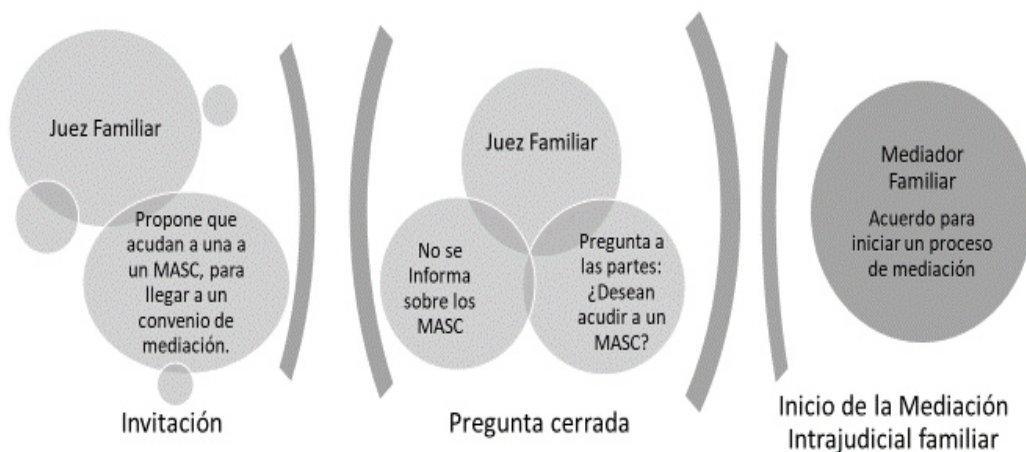 Juez Familiar
Propone que
acudan a una a
un MASC, para
llegar a un
convenio de
mediación.
Invitación
Juez Familiar
No se
Informa
sobre los
MASC
Pregunta a
las partes:
¿Desean
acudir a un
MASC?
Pregunta cerrada
Mediador
Familiar
Acuerdo para
iniciar un proceso
de mediación
Inicio de la Mediación
Intrajudicial familiar